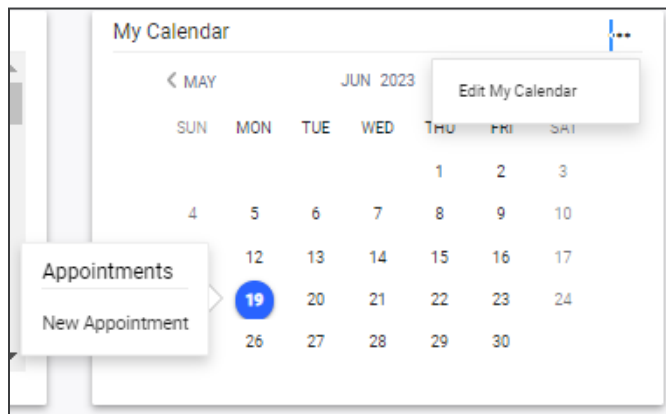 My Calendar
< MAY JUN 2023
Edit My Calendar
SUN MON TUE WED THU FRI SAT
1 2 3
4 5 6 7 8 9 10
12 13 14 15 16 17
Appointments
19 20 21 22 23 24
New Appointment
26 27 28 29 30